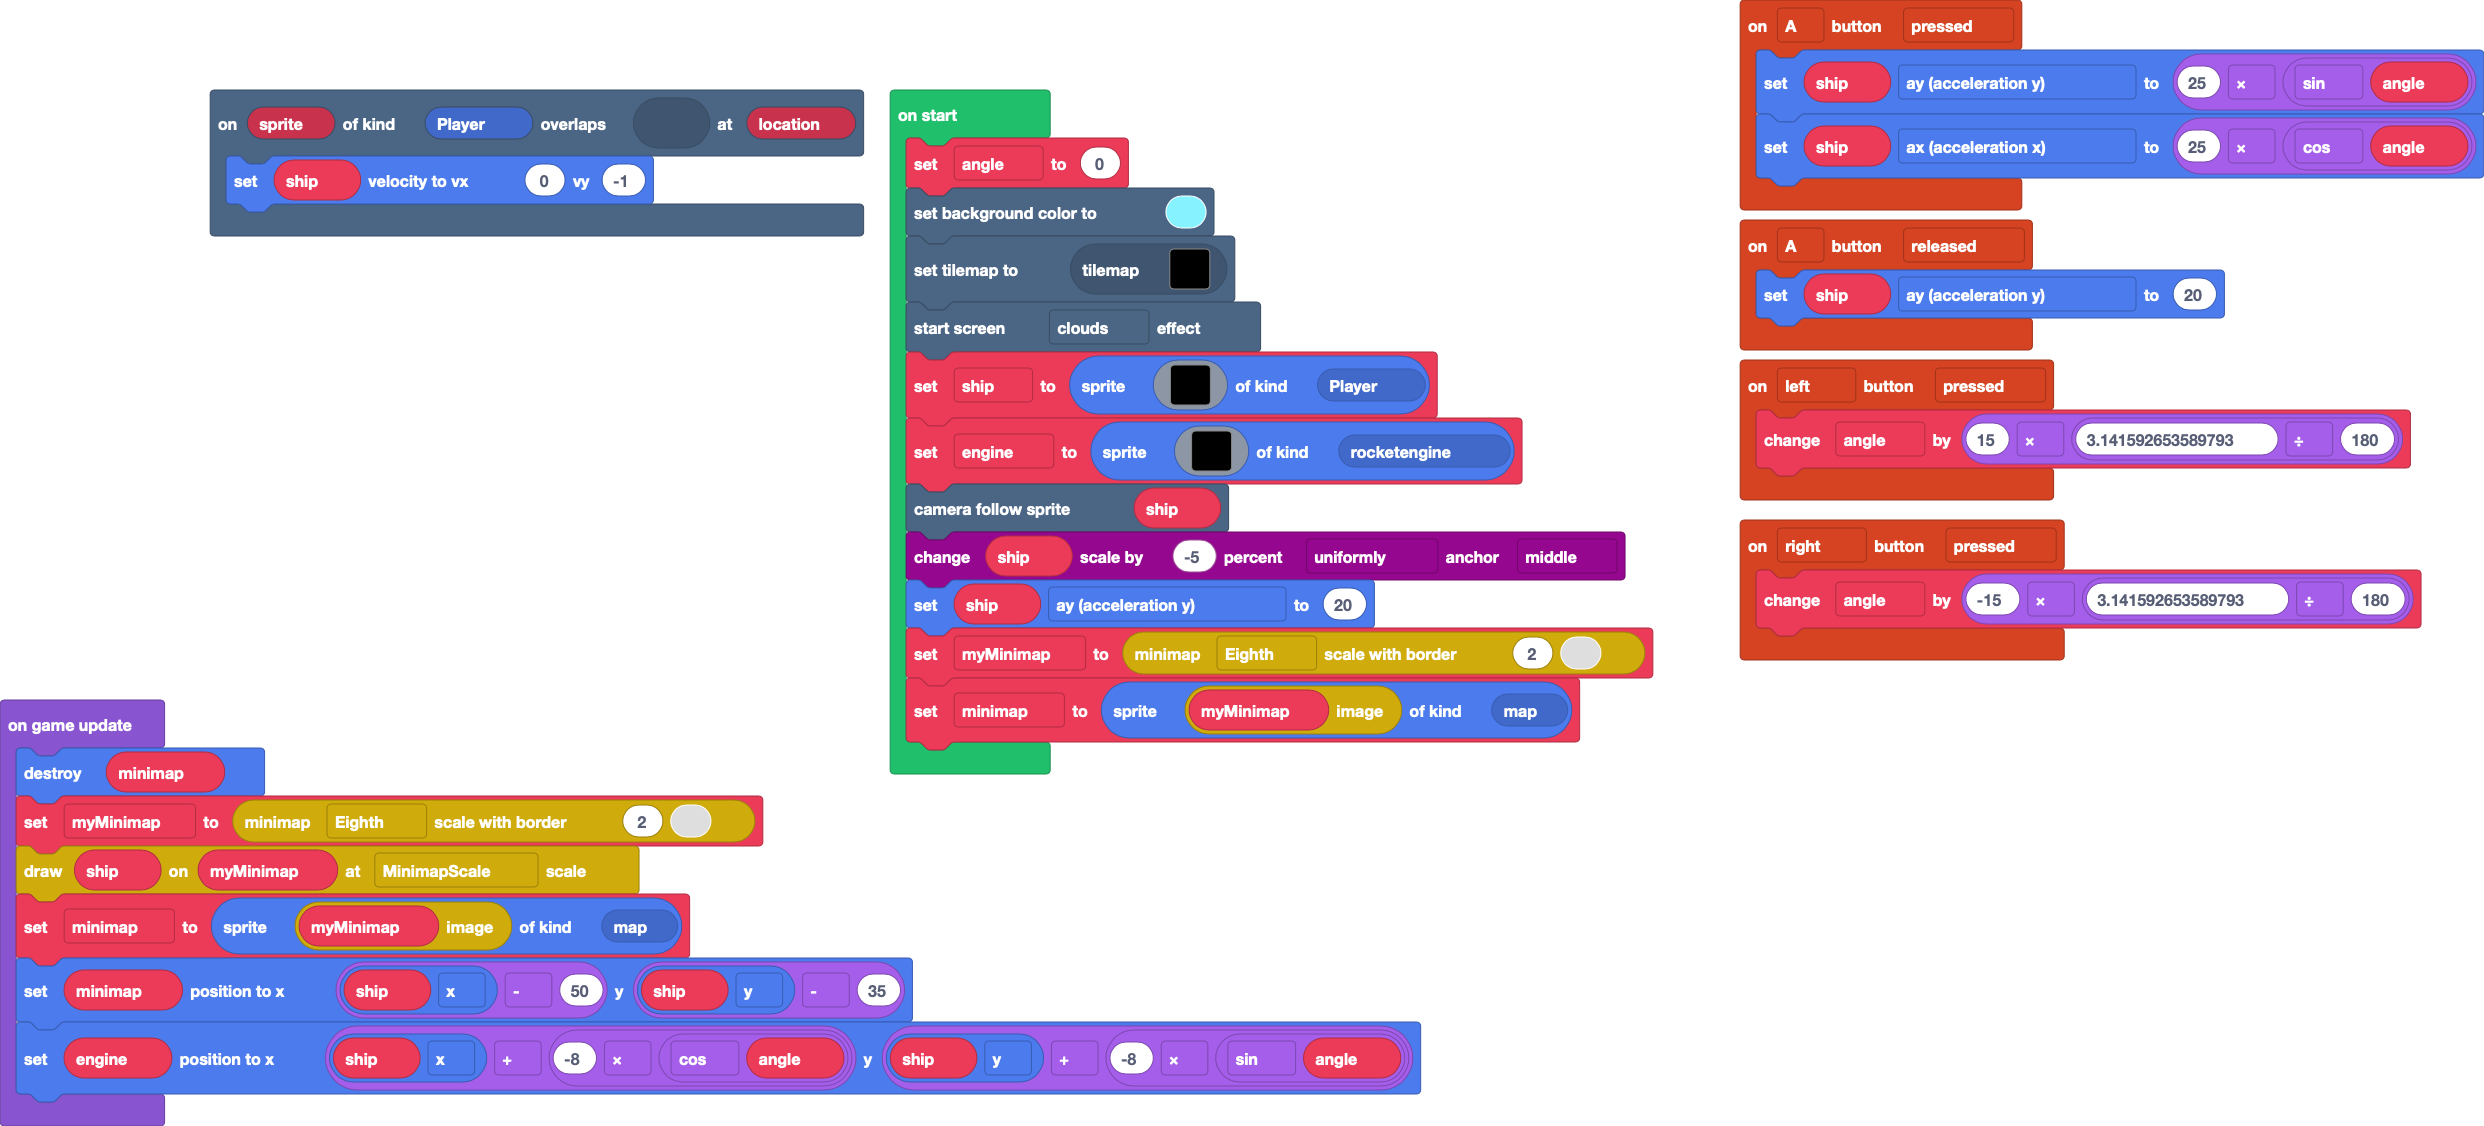 on sprite of kind Player overlaps at location
set ship velocity to vx 0 vy -1
on start
set angle to 0
set background color to
set tilemap to tilemap
start screen clouds effect
set ship to sprite of kind Player
set engine to sprite of kind rocketengine
camera follow sprite ship
change ship scale by -5 percent uniformly anchor middle
set ship ay (acceleration y) to 20
set myMinimap to minimap Eighth scale with border 2
set minimap to sprite myMinimap image of kind map
on A button pressed
set ship ay (acceleration y) to 25 × sin angle
set ship ax (acceleration x) to 25 × cos angle
on A button released
set ship ay (acceleration y) to 20
on left button pressed
change angle by 15 × 3.141592653589793 ÷ 180
on right button pressed
change angle by -15 × 3.141592653589793 ÷ 180
on game update
destroy minimap
set myMinimap to minimap Eighth scale with border 2
draw ship on myMinimap at MinimapScale scale
set minimap to sprite myMinimap image of kind map
set minimap position to x ship x - 50 y ship y - 35
set engine position to x ship x + -8 × cos angle y ship y + -8 × sin angle